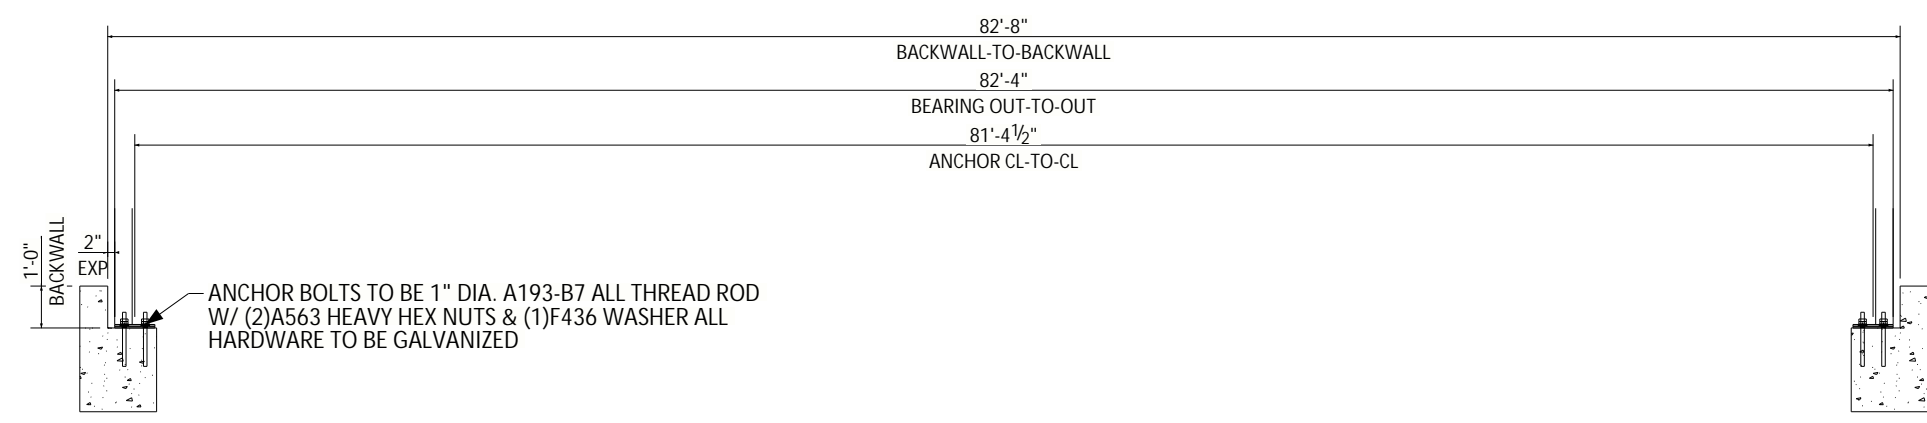 82'-8"
BACKWALL-TO-BACKWALL
82'-4"
BEARING OUT-TO-OUT
81'-4½"
ANCHOR CL-TO-CL
1'-0"
BACKWALL
2"
EXP
ANCHOR BOLTS TO BE 1" DIA. A193-B7 ALL THREAD ROD
W/ (2)A563 HEAVY HEX NUTS & (1)F436 WASHER ALL
HARDWARE TO BE GALVANIZED